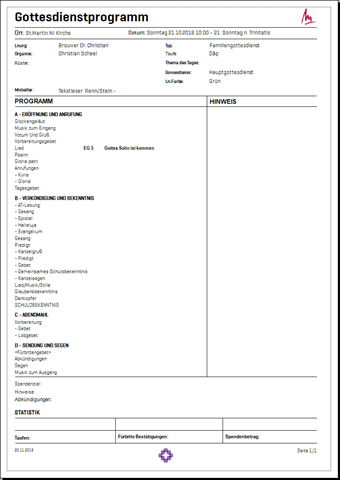 Gottesdienstprogramm
Ort: St.Martin NI Kirche Datum: Sonntag 21.10.2018 10:00 - 21. Sonntag n. Trinitatis
Lesung: Brouwer Dr. Christian Typ: Familiengottesdienst
Organist: Christian Scheel Taufe Gäp
Küster: Thema des Tages:
Gottesdienst: Hauptgottesdienst
Lit.Farbe: Grün
Mithelfer: Textleser: Renn/Stein -
PROGRAMM HINWEIS
A - ERÖFFNUNG UND ANRUFUNG
Glockengeläut
Musik zum Eingang
Votum Und Gruß
Vorbereitungsgebet
Lied EG 5 Gottes Sohn ist kommen
Psalm
Gloria patri
Anrufungen
- Kyrie
- Gloria
Tagesgebet
B - VERKÜNDIGUNG UND BEKENNTNIS
- AT-Lesung
- Gesang
- Epistel
- Halleluja
- Evangelium
Gesang
Predigt
- Kanzelgruß
- Predigt
- Gebet
- Gemeinsames Schuldbekenntnis
- Kanzelsegen
Lied/Musik/Stille
Glaubensbekenntnis
Dankopfer
SCHULDBEKENNTNIS
C - ABENDMAHL
Vorbereitung
- Gebet
- Lobgebet
D - SENDUNG UND SEGEN
=Fürbittengebet>
Abkündigungen
Segen
Musik zum Ausgang
Spendenziel:
Hinweise:
Abkündigungen:
STATISTIK
Taufen: Fürbitte Bestattungen: Spendenbetrag:
20.11.2018 Seite 1/1